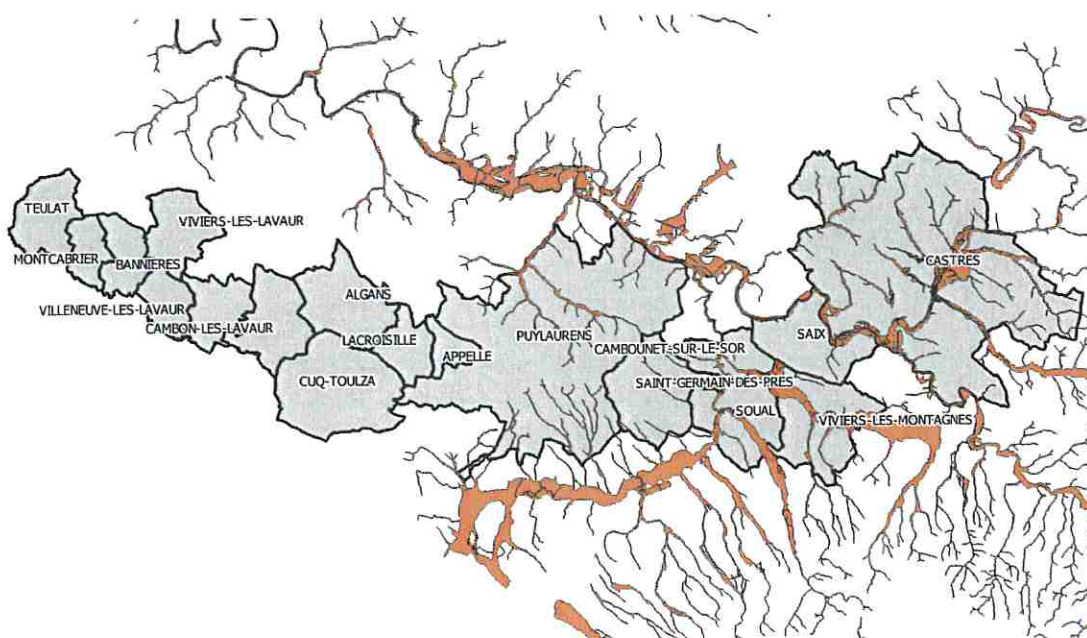 TEULAT
VIVIERS-LES-LAVAUR
MONTCABRIER
BANNIERES
CASTRES
ALGANS
VILLENEUVE-LES-LAVAUR
CAMBON-LES-LAVAUR
PUYLAURENS
SAIX
LACROISILLE
CAMBOUNET-SUR-LE-SOR
APPELLE
CUQ-TOULZA
SAINT-GERMAIN-DES-PRES
SOUAL
VIVIERS-LES-MONTAGNES